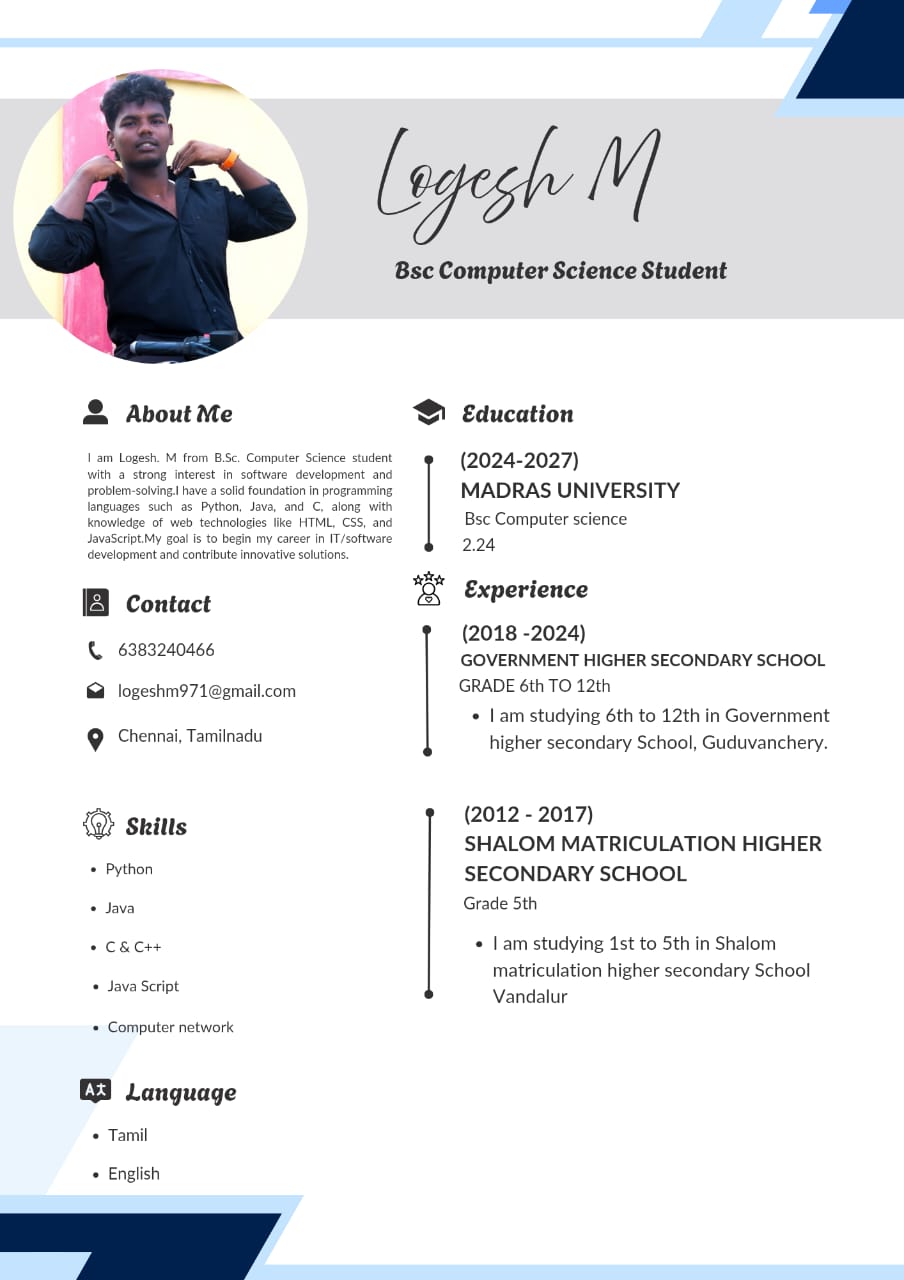 Logesh M
Bsc Computer Science Student
About Me
I am Logesh. M from B.Sc. Computer Science student
with a strong interest in software development and
problem-solving.I have a solid foundation in programming
languages such as Python, Java, and C, along with
knowledge of web technologies like HTML, CSS, and
JavaScript.My goal is to begin my career in IT/software
development and contribute innovative solutions.
Contact
6383240466
logeshm971@gmail.com
Chennai, Tamilnadu
Skills
• Python
• Java
• C & C++
• Java Script
• Computer network
Language
• Tamil
• English
Education
(2024-2027)
MADRAS UNIVERSITY
Bsc Computer science
2.24
Experience
(2018 -2024)
GOVERNMENT HIGHER SECONDARY SCHOOL
GRADE 6th TO 12th
• I am studying 6th to 12th in Government
higher secondary School, Guduvanchery.
(2012 - 2017)
SHALOM MATRICULATION HIGHER
SECONDARY SCHOOL
Grade 5th
• I am studying 1st to 5th in Shalom
matriculation higher secondary School
Vandalur